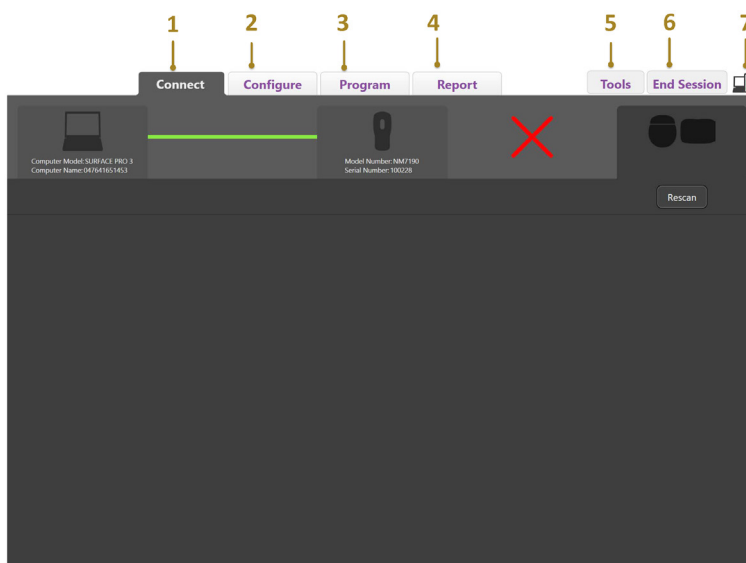 1 2 3 4 5 6 7
Connect Configure Program Report Tools End Session
Computer Model: SURFACE PRO 3
Computer Name: 047641651453
Model Number: NM7190
Serial Number: 100228
Rescan